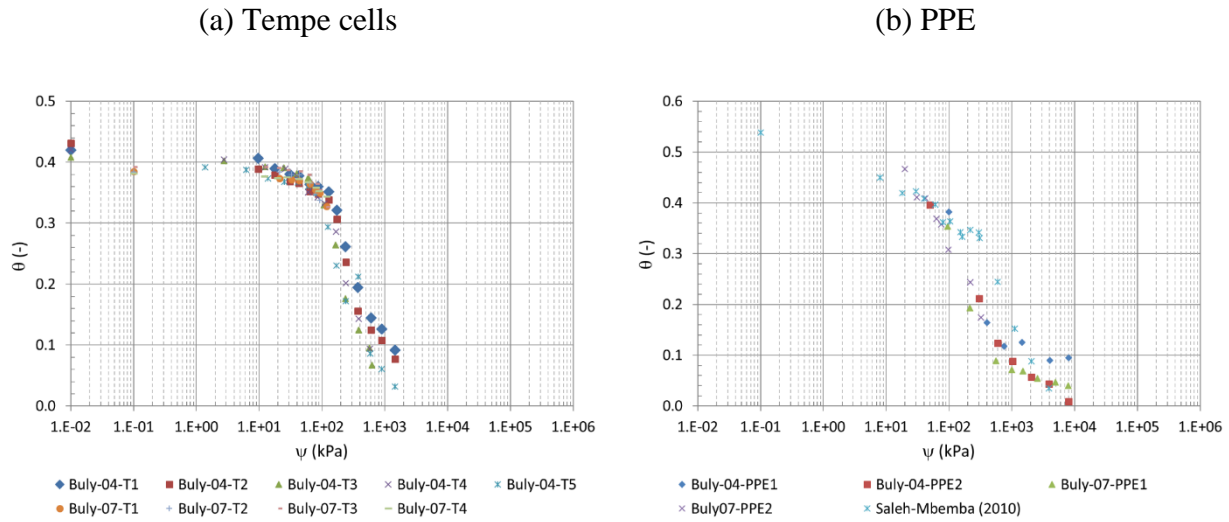 (a) Tempe cells
(b) PPE
0.5
0.4
0.3
0.2
0.1
0.0
θ (-)
1.E-02 1.E-01 1.E+00 1.E+01 1.E+02 1.E+03 1.E+04 1.E+05 1.E+06
ψ (kPa)
Buly-04-T1 Buly-04-T2 Buly-04-T3 Buly-04-T4 Buly-04-T5
Buly-07-T1 Buly-07-T2 Buly-07-T3 Buly-07-T4
0.6
0.5
0.4
0.3
0.2
0.1
0.0
θ (-)
1.E-02 1.E-01 1.E+00 1.E+01 1.E+02 1.E+03 1.E+04 1.E+05 1.E+06
ψ (kPa)
Buly-04-PPE1 Buly-04-PPE2 Buly-07-PPE1
Buly07-PPE2 Saleh-Mbemba (2010)